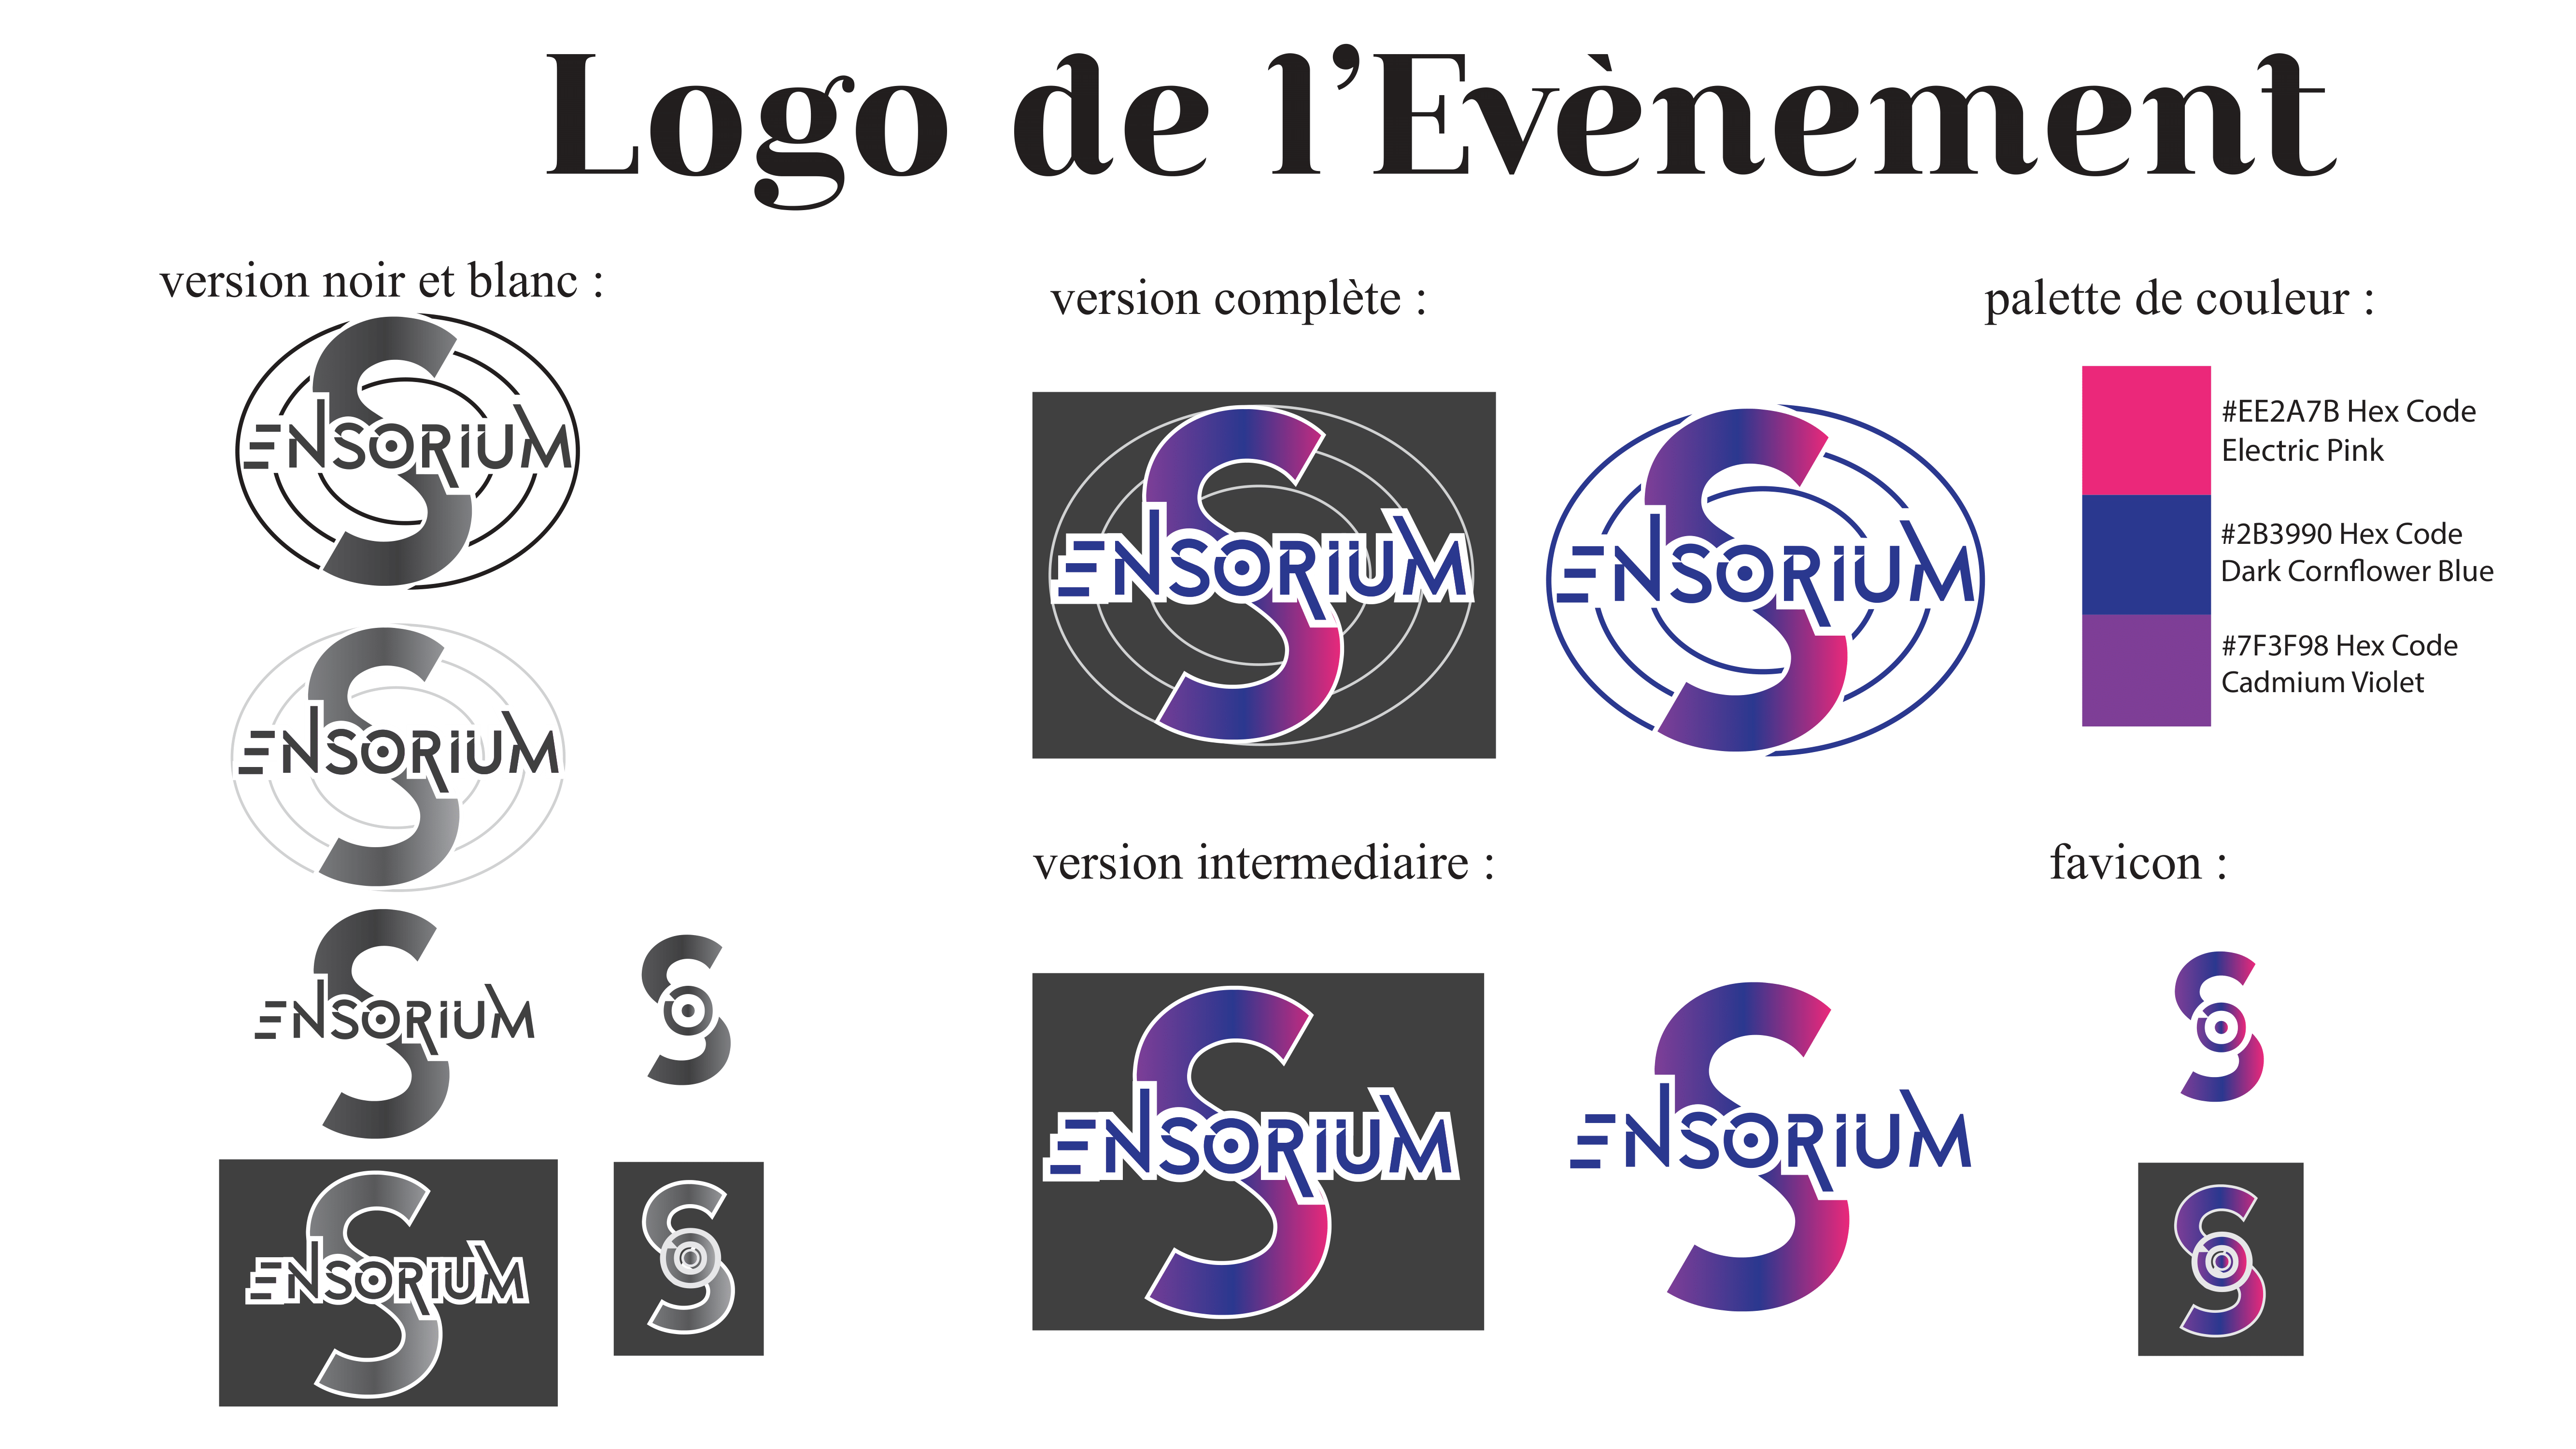 Logo de l’Evènement
version noir et blanc :
ENSORIUM
S
ENSORIUM
S
ENSORIUM
S
S
ENSORIUM
S
S
version complète :
ENSORIUM
S
ENSORIUM
S
palette de couleur :
#EE2A7B Hex Code
Electric Pink
#2B3990 Hex Code
Dark Cornflower Blue
#7F3F98 Hex Code
Cadmium Violet
version intermediaire :
ENSORIUM
S
ENSORIUM
S
favicon :
S
S